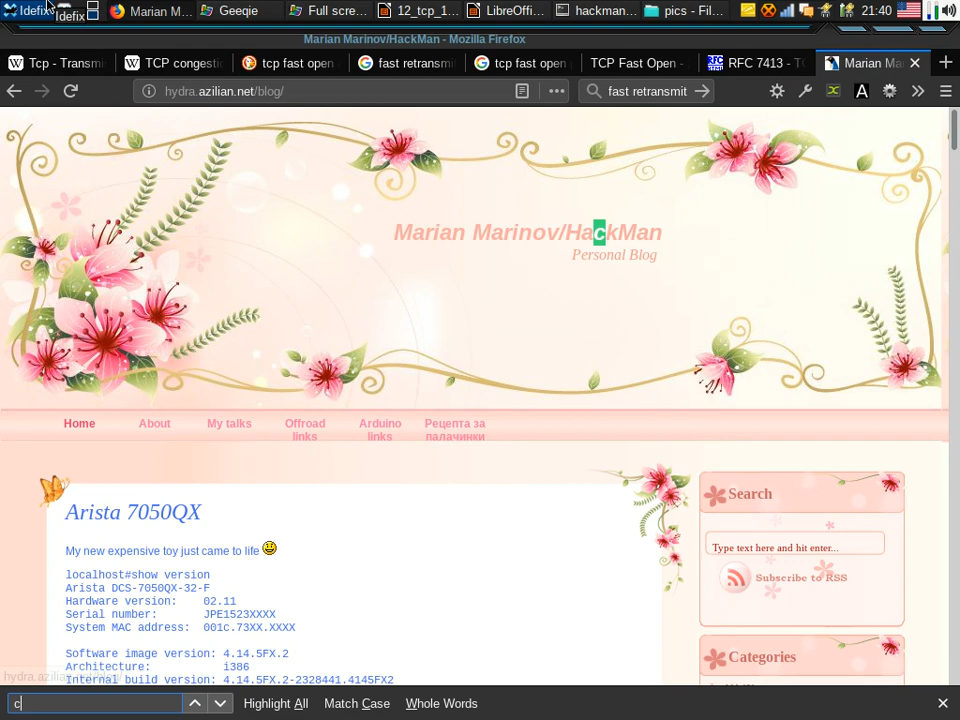 Idefix
Idefix
Marian M...
Geeqie
Full scre...
12_tcp_1...
LibreOffi...
hackman...
pics - Fil...
21:40
Marian Marinov/HackMan - Mozilla Firefox
Tcp - Transmi
TCP congesti
tcp fast open
fast retransmi
tcp fast open
TCP Fast Open -
RFC 7413 - TC
Marian Ma
hydra.azilian.net/blog/
fast retransmit
Marian Marinov/HackMan
Personal Blog
Home
About
My talks
Offroad links
Arduino links
Рецепта за палачинки
Arista 7050QX
My new expensive toy just came to life
localhost#show version
Arista DCS-7050QX-32-F
Hardware version: 02.11
Serial number: JPE1523XXXX
System MAC address: 001c.73XX.XXXX
Software image version: 4.14.5FX.2
Architecture: i386
Internal build version: 4.14.5FX.2-2328441.4145FX2
Search
Type text here and hit enter...
Subscribe to RSS
Categories
hydra.azilian.net/blog/
c
Highlight All
Match Case
Whole Words